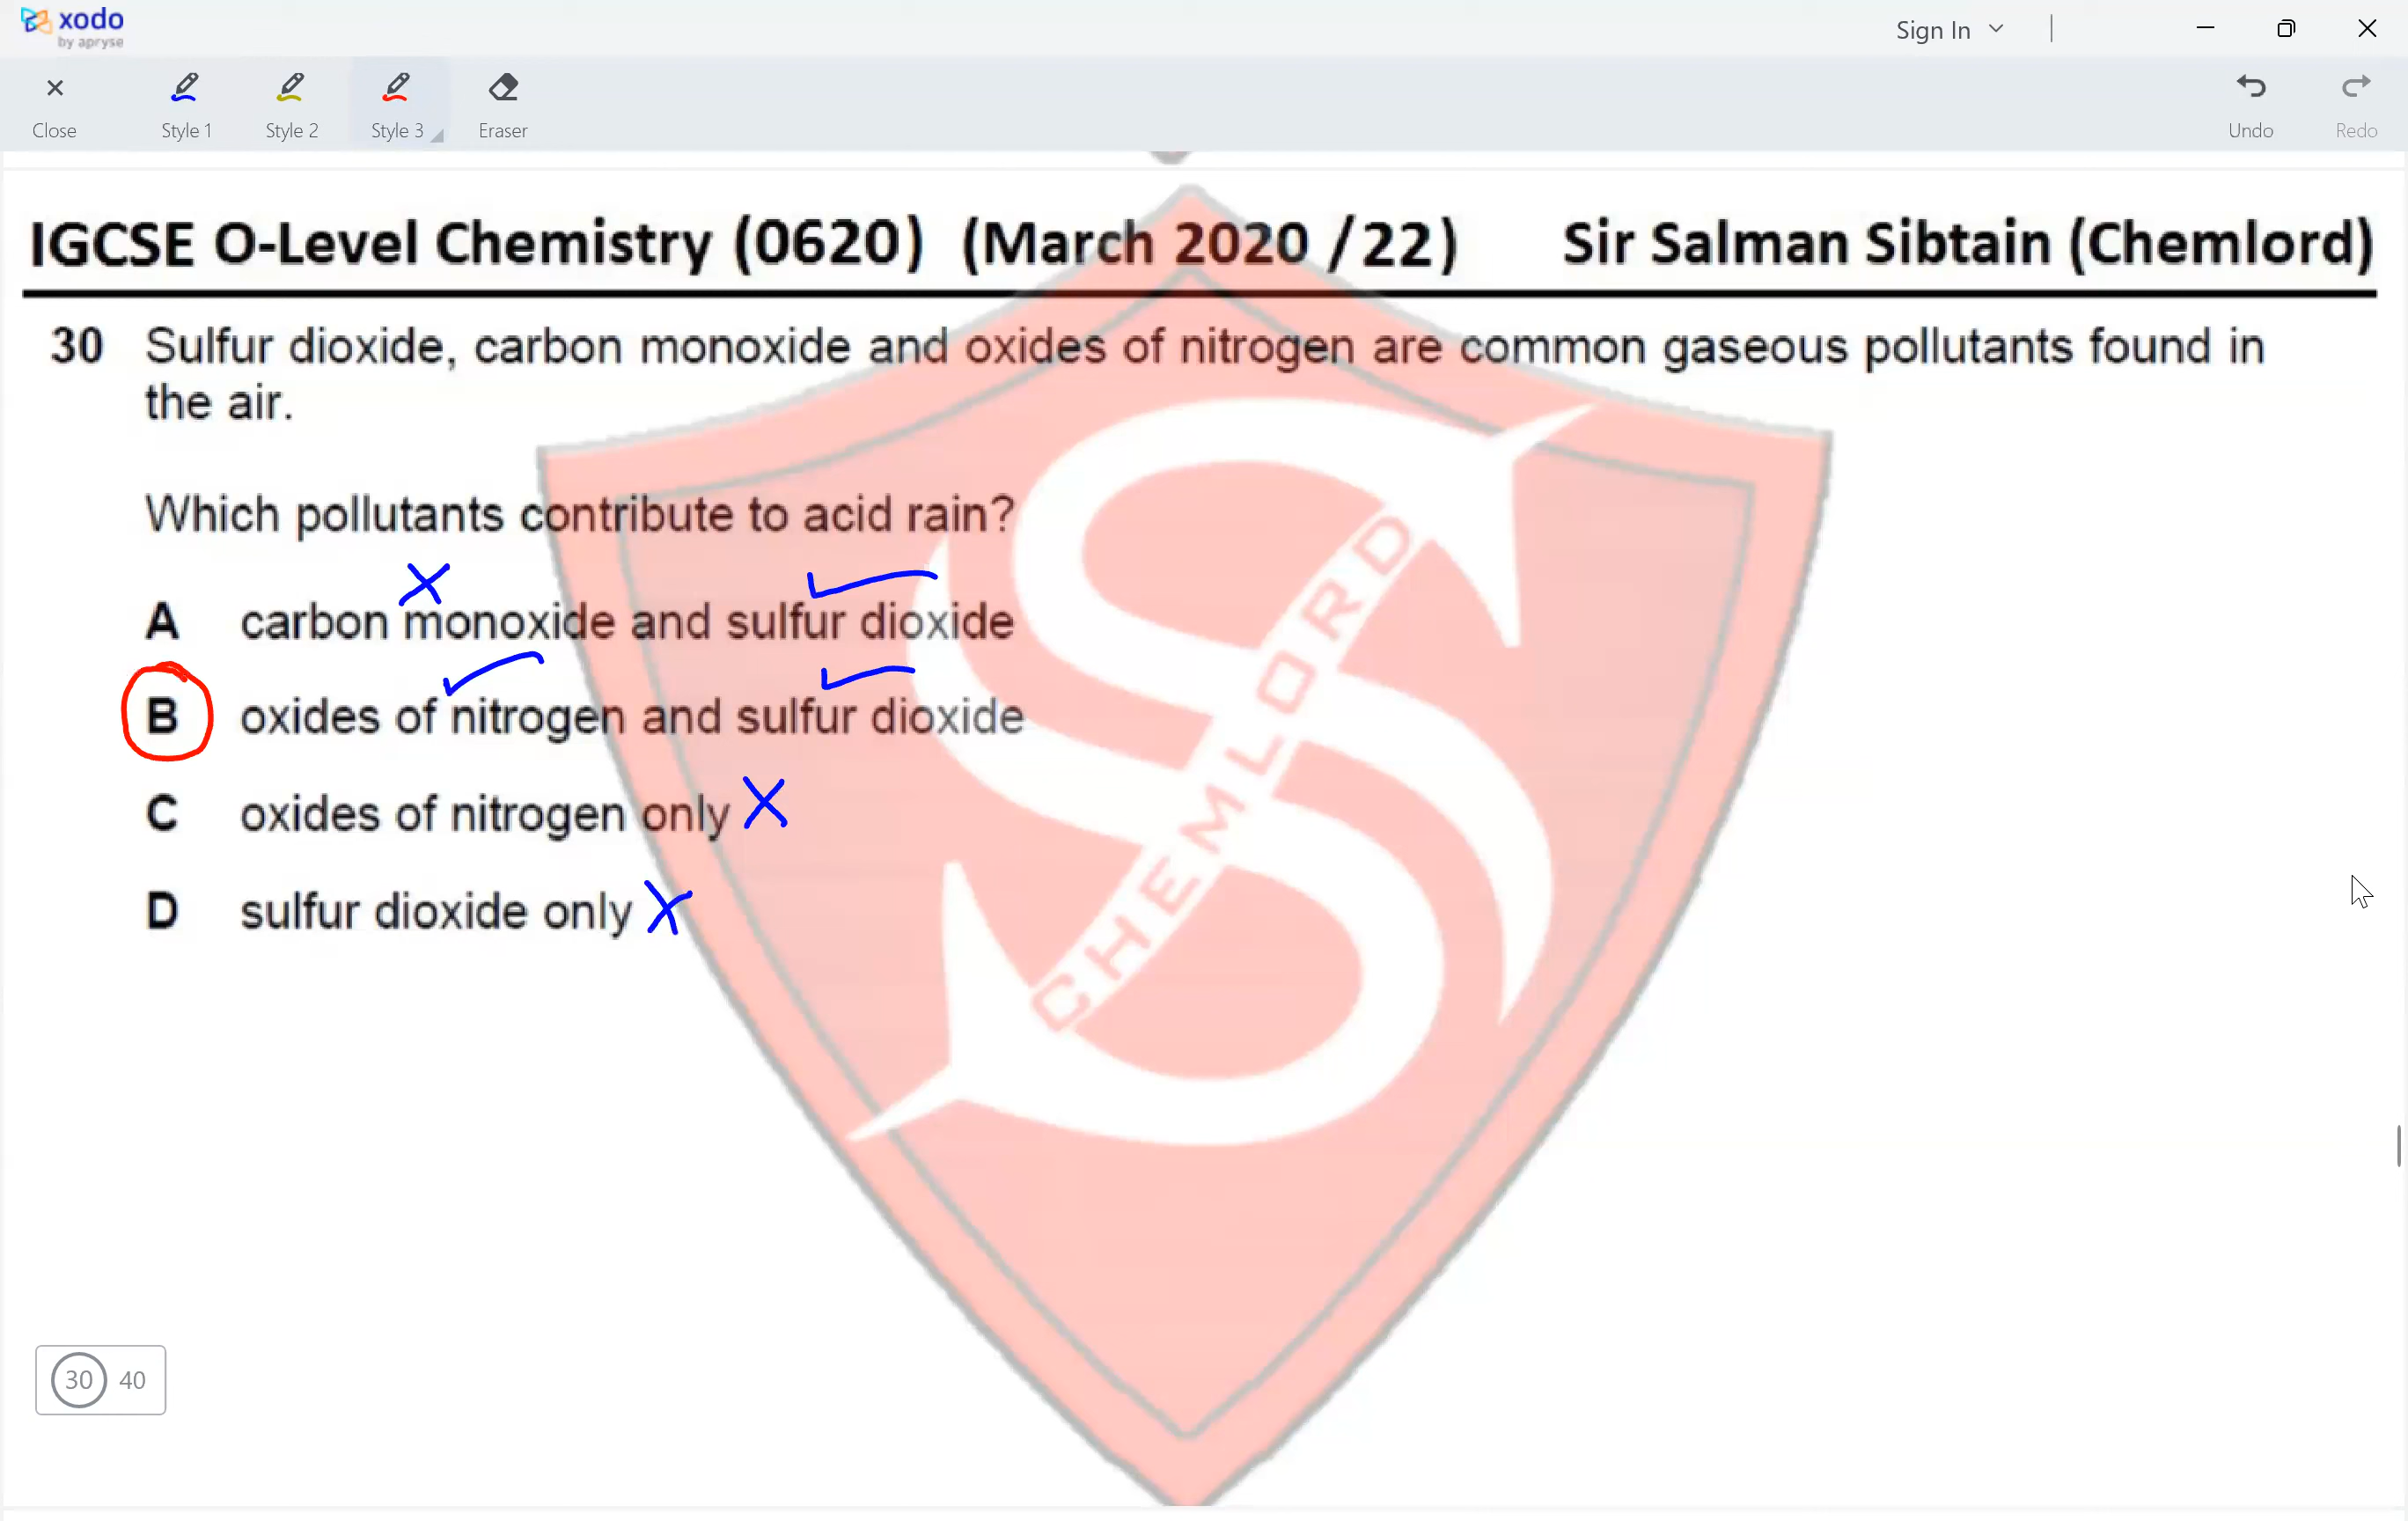 xodo
by apryse
Sign In
Close
Style 1
Style 2
Style 3
Eraser
Undo
Redo
IGCSE O-Level Chemistry (0620) (March 2020 /22) Sir Salman Sibtain (Chemlord)
30 Sulfur dioxide, carbon monoxide and oxides of nitrogen are common gaseous pollutants found in
the air.
Which pollutants contribute to acid rain?
A carbon monoxide and sulfur dioxide
B oxides of nitrogen and sulfur dioxide
C oxides of nitrogen only
D sulfur dioxide only
CHEMLORD
30 40